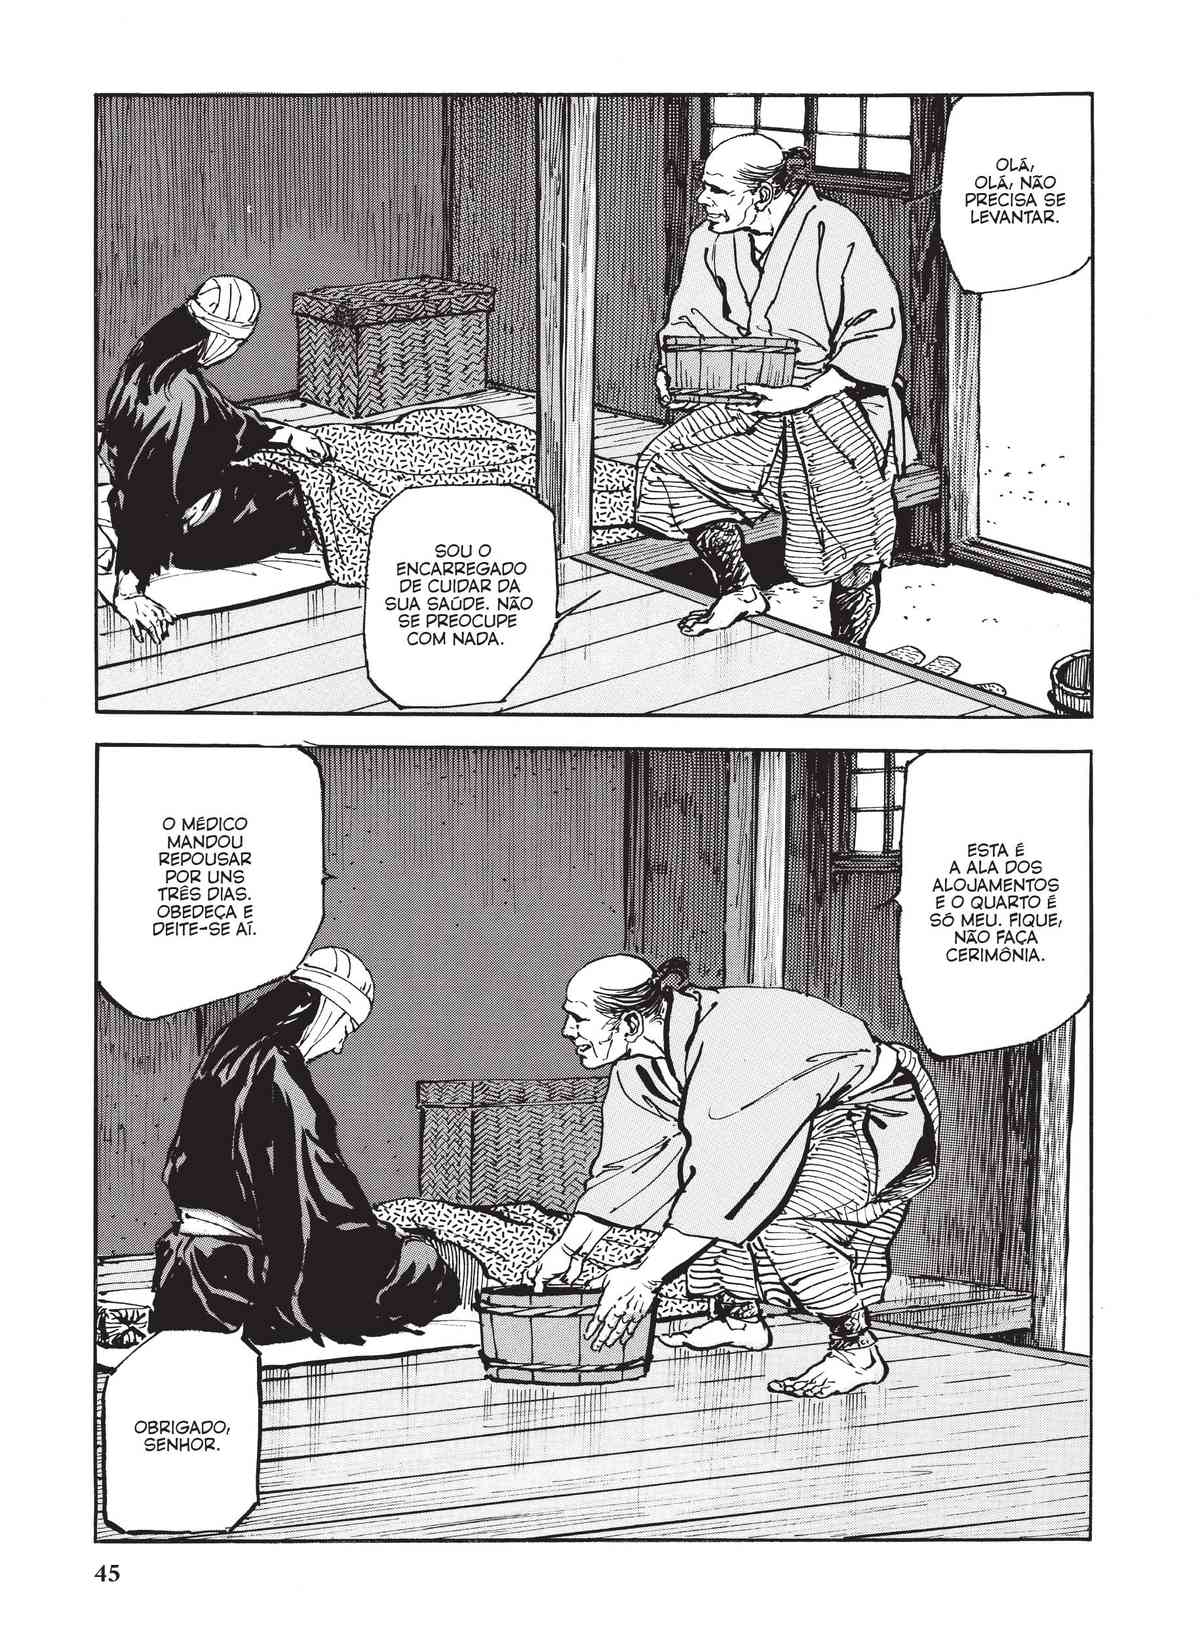 OLÁ,
OLÁ, NÃO
PRECISA SE
LEVANTAR.
SOU O
ENCARREGADO
DE CUIDAR DA
SUA SAÚDE. NÃO
SE PREOCUPE
COM NADA.
ESTA É
A ALA DOS
ALOJAMENTOS
E O QUARTO É
SÓ MEU. FIQUE,
NÃO FAÇA
CERIMÔNIA.
O MÉDICO
MANDOU
REPOUSAR
POR UNS
TRÊS DIAS.
OBEDEÇA E
DEITE-SE AÍ.
OBRIGADO,
SENHOR.
45